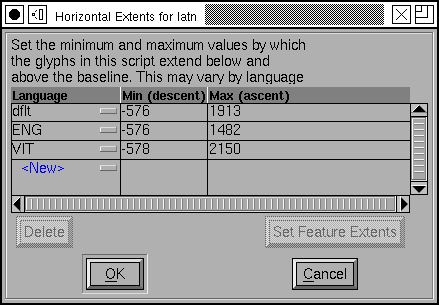 Horizontal Extents for latn
Set the minimum and maximum values by which
the glyphs in this script extend below and
above the baseline. This may vary by language
Language Min (descent) Max (ascent)
dflt -576 1913
ENG -576 1482
VIT -578 2150
<New>
Delete Set Feature Extents
OK Cancel